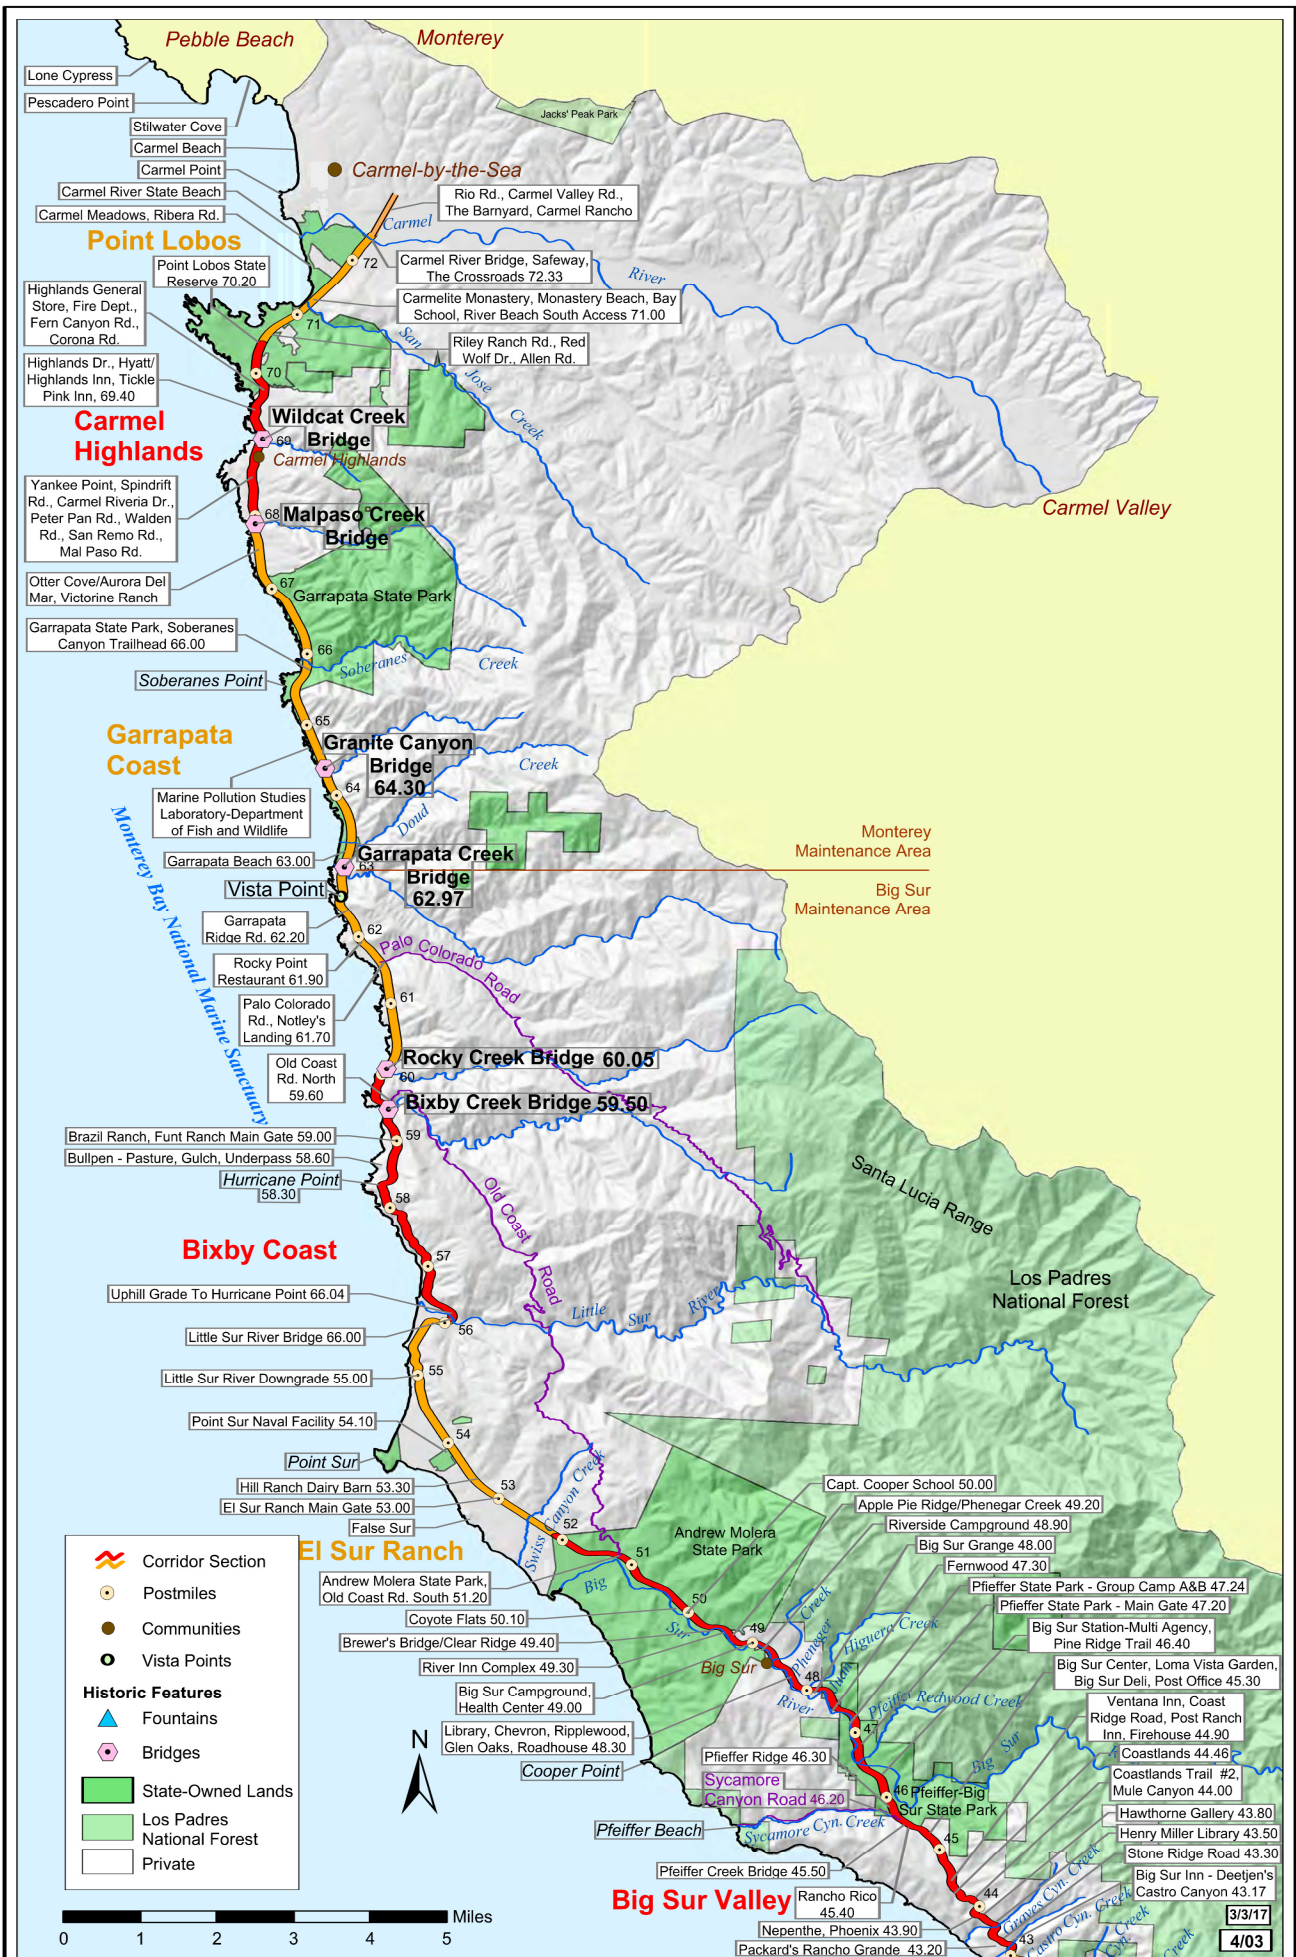 Pebble Beach
Monterey
Lone Cypress
Pescadero Point
Stilwater Cove
Carmel Beach
Carmel Point
Carmel River State Beach
Carmel Meadows, Ribera Rd.
Jacks' Peak Park
Carmel-by-the-Sea
Rio Rd., Carmel Valley Rd.,
The Barnyard, Carmel Rancho
Carmel
River
Point Lobos
Point Lobos State
Reserve 70.20
72
Carmel River Bridge, Safeway,
The Crossroads 72.33
Carmelite Monastery, Monastery Beach, Bay
School, River Beach South Access 71.00
71
Riley Ranch Rd., Red
Wolf Dr., Allen Rd.
San
Jose
Creek
Highlands General
Store, Fire Dept.,
Fern Canyon Rd.,
Corona Rd.
70
Highlands Dr., Hyatt/
Highlands Inn, Tickle
Pink Inn, 69.40
Carmel
Highlands
Wildcat Creek
Bridge
69
Carmel Highlands
Yankee Point, Spindrift
Rd., Carmel Riveria Dr.,
Peter Pan Rd., Walden
Rd., San Remo Rd.,
Mal Paso Rd.
68
Malpaso Creek
Bridge
Carmel Valley
Otter Cove/Aurora Del
Mar, Victorine Ranch
67
Garrapata State Park
Garrapata State Park, Soberanes
Canyon Trailhead 66.00
66
Soberanes
Creek
Soberanes Point
65
Garrapata
Coast
Granite Canyon
Bridge
64.30
Creek
Doud
64
Marine Pollution Studies
Laboratory-Department
of Fish and Wildlife
Monterey Bay National Marine Sanctuary
Monterey
Maintenance Area
Garrapata Beach 63.00
63
Garrapata Creek
Bridge
62.97
Big Sur
Maintenance Area
Vista Point
Garrapata
Ridge Rd. 62.20
62
Palo Colorado
Road
Rocky Point
Restaurant 61.90
61
Palo Colorado
Rd., Notley's
Landing 61.70
Rocky Creek Bridge 60.05
60
Old Coast
Rd. North
59.60
Bixby Creek Bridge 59.50
Brazil Ranch, Funt Ranch Main Gate 59.00
59
Bullpen - Pasture, Gulch, Underpass 58.60
Hurricane Point
58.30
58
Old Coast
Road
Santa Lucia Range
Bixby Coast
57
Los Padres
National Forest
Uphill Grade To Hurricane Point 66.04
Little
Sur
River
56
Little Sur River Bridge 66.00
55
Little Sur River Downgrade 55.00
Point Sur Naval Facility 54.10
54
Point Sur
Hill Ranch Dairy Barn 53.30
53
El Sur Ranch Main Gate 53.00
False Sur
Swiss Canyon Creek
52
El Sur Ranch
Andrew Molera
State Park
Capt. Cooper School 50.00
Apple Pie Ridge/Phenegar Creek 49.20
Riverside Campground 48.90
Big Sur Grange 48.00
Fernwood 47.30
Pfieffer State Park - Group Camp A&B 47.24
Pfieffer State Park - Main Gate 47.20
Big Sur Station-Multi Agency,
Pine Ridge Trail 46.40
Big Sur Center, Loma Vista Garden,
Big Sur Deli, Post Office 45.30
Ventana Inn, Coast
Ridge Road, Post Ranch
Inn, Firehouse 44.90
Coastlands 44.46
Coastlands Trail #2,
Mule Canyon 44.00
Hawthorne Gallery 43.80
Henry Miller Library 43.50
Stone Ridge Road 43.30
Big Sur Inn - Deetjen's
Castro Canyon 43.17
51
Andrew Molera State Park,
Old Coast Rd. South 51.20
Big
Sur
River
50
Coyote Flats 50.10
Brewer's Bridge/Clear Ridge 49.40
49
River Inn Complex 49.30
Big Sur
Pheneger
Creek
Juan
Higuera Creek
48
Big Sur Campground,
Health Center 49.00
Library, Chevron, Ripplewood,
Glen Oaks, Roadhouse 48.30
Pfeiffer Redwood Creek
47
Cooper Point
Pfieffer Ridge 46.30
Big Sur
Sycamore
Canyon Road 46.20
46
Pfeiffer-Big
Sur State Park
Pfeiffer Beach
Sycamore Cyn. Creek
45
Pfeiffer Creek Bridge 45.50
Big Sur Valley
Rancho Rico
45.40
44
Graves Cyn. Creek
Castro Cyn. Creek
Cyn. Creek
Creek
Nepenthe, Phoenix 43.90
43
Packard's Rancho Grande 43.20
Corridor Section
Postmiles
Communities
Vista Points
Historic Features
Fountains
Bridges
State-Owned Lands
Los Padres
National Forest
Private
N
0 1 2 3 4 5 Miles
3/3/17
4/03